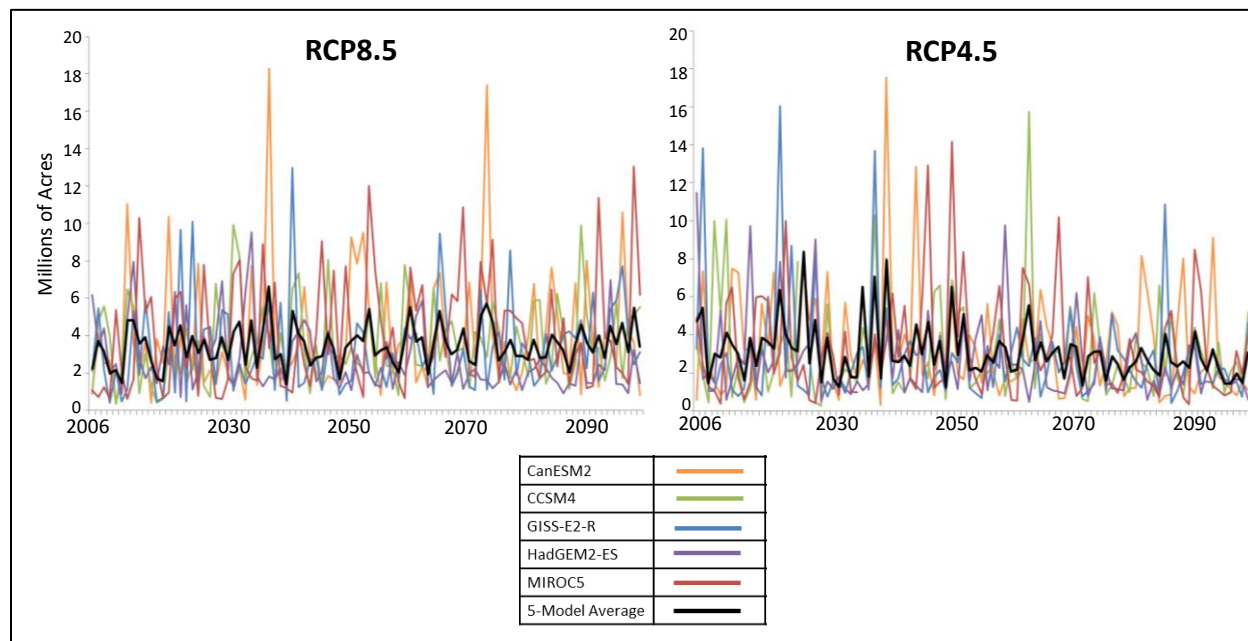 RCP8.5
Millions of Acres
20
18
16
14
12
10
8
6
4
2
0
2006 2030 2050 2070 2090
RCP4.5
20
18
16
14
12
10
8
6
4
2
0
2006 2030 2050 2070 2090
CanESM2
CCSM4
GISS-E2-R
HadGEM2-ES
MIROC5
5-Model Average